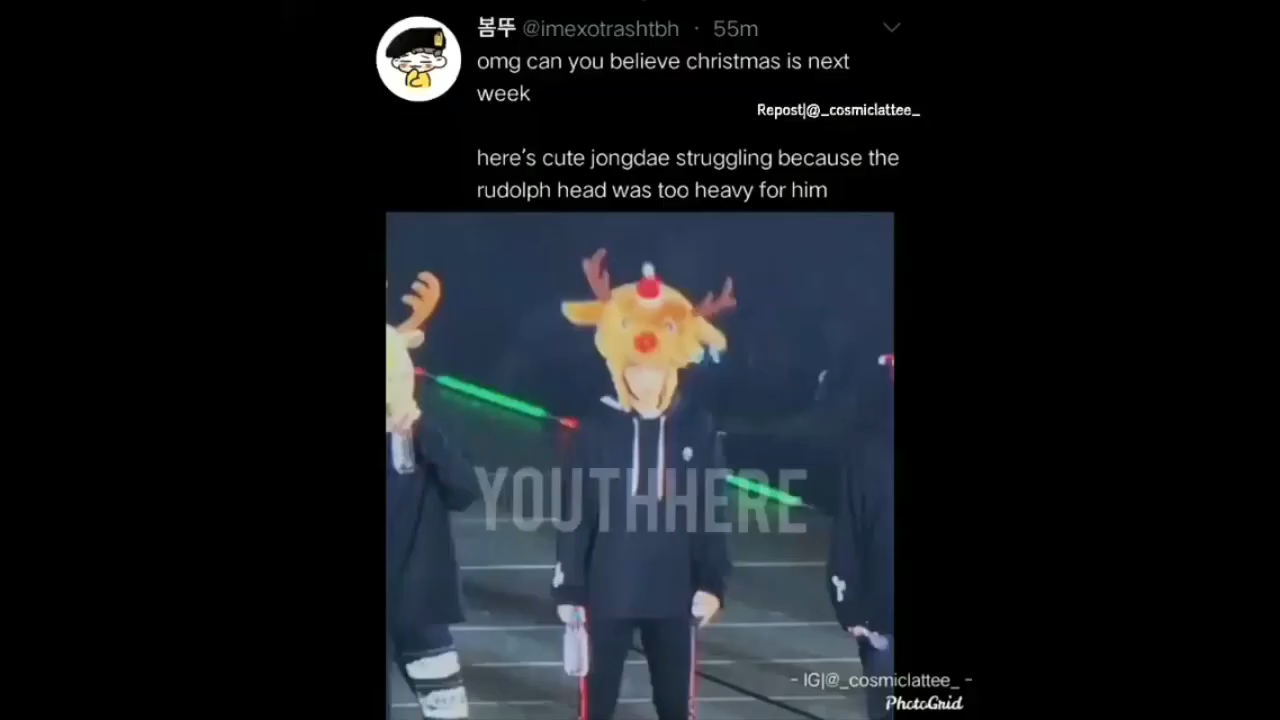 봄뚜 @imexotrashtbh · 55m
omg can you believe christmas is next
week
Repost|@_cosmiclattee_
here's cute jongdae struggling because the
rudolph head was too heavy for him
YOUTHHERE
- IG|@_cosmiclattee_ -
PhotoGrid